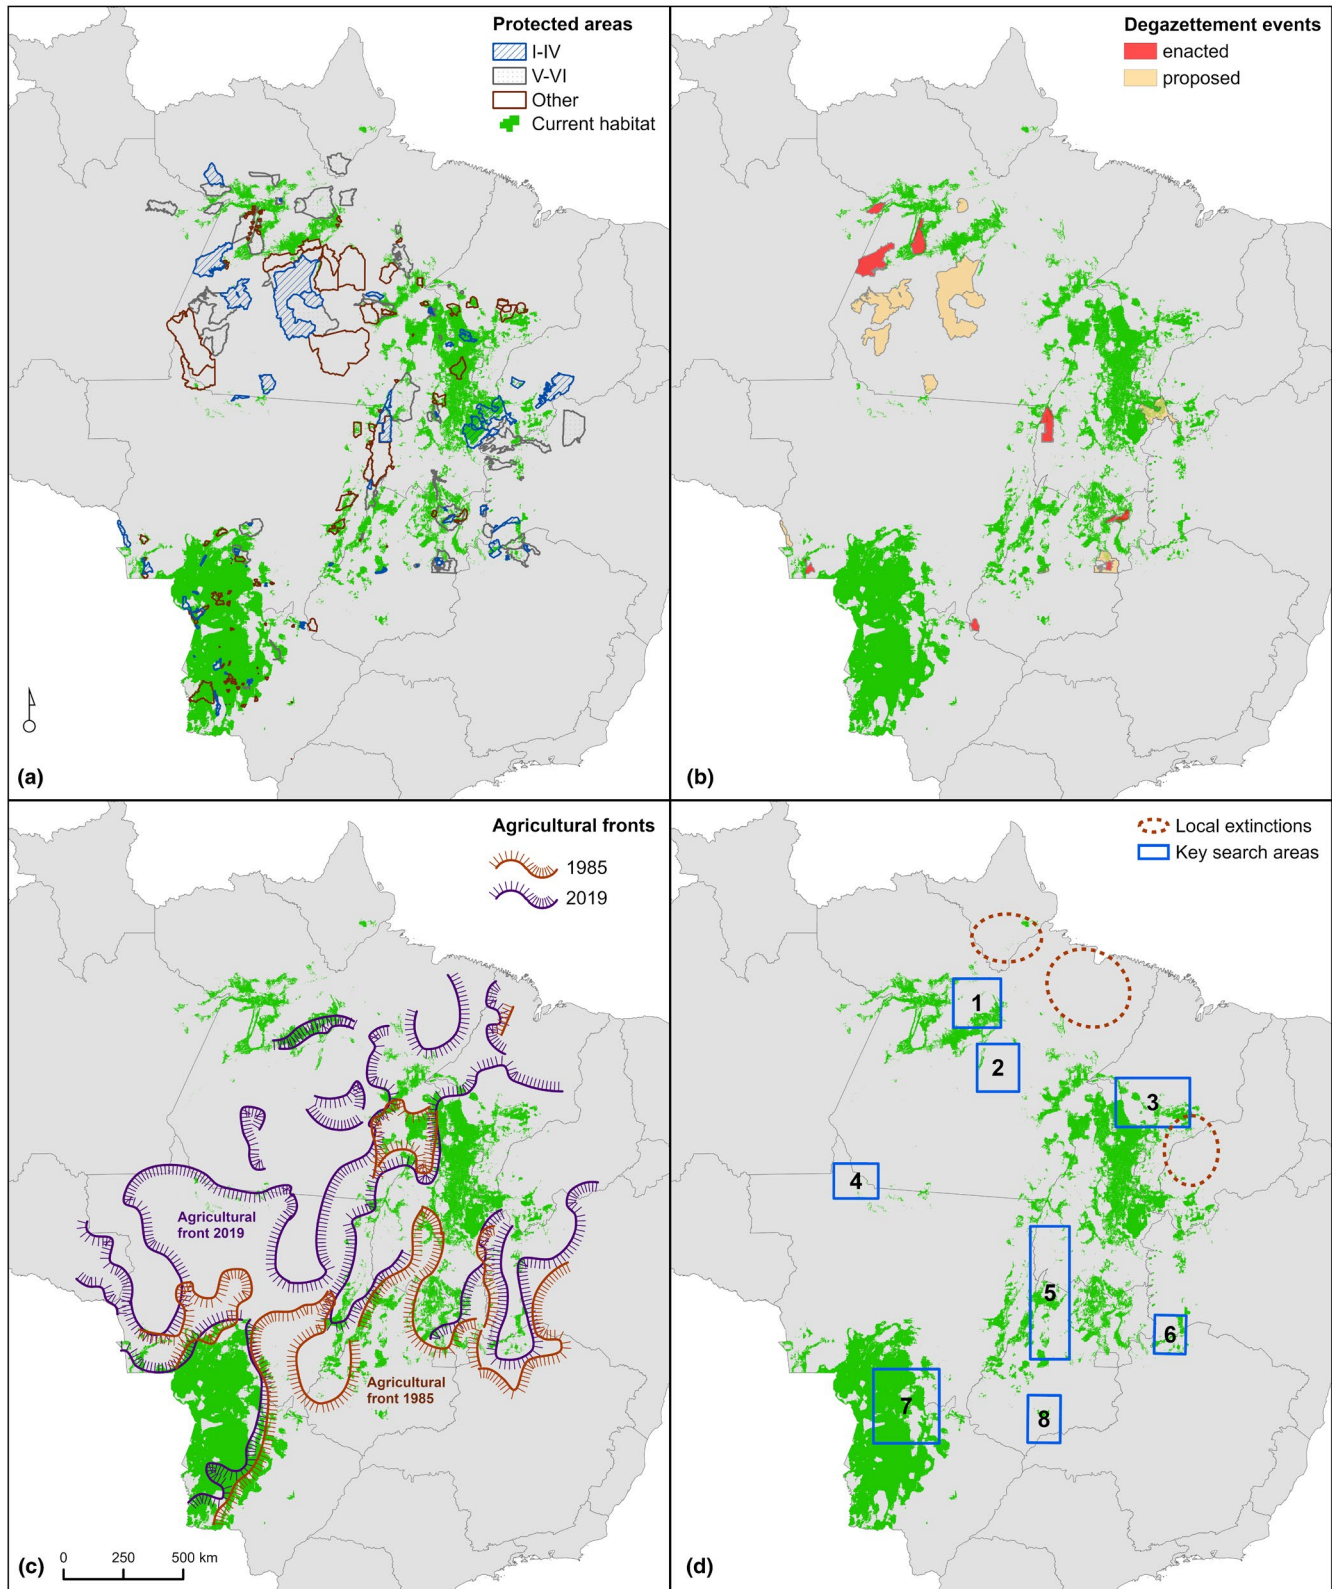 Protected areas
I-IV
V-VI
Other
Current habitat
(a)
Degazettement events
enacted
proposed
(b)
Agricultural fronts
1985
2019
Agricultural
front 2019
Agricultural
front 1985
0 250 500 km
(c)
Local extinctions
Key search areas
1
2
3
4
5
6
7
8
(d)